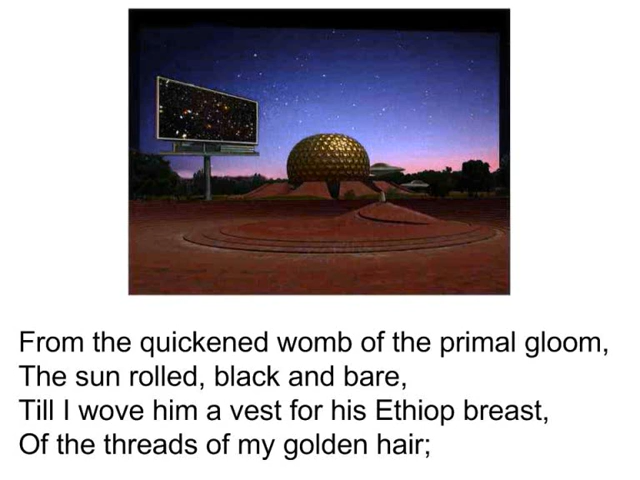 From the quickened womb of the primal gloom,
The sun rolled, black and bare,
Till I wove him a vest for his Ethiop breast,
Of the threads of my golden hair;